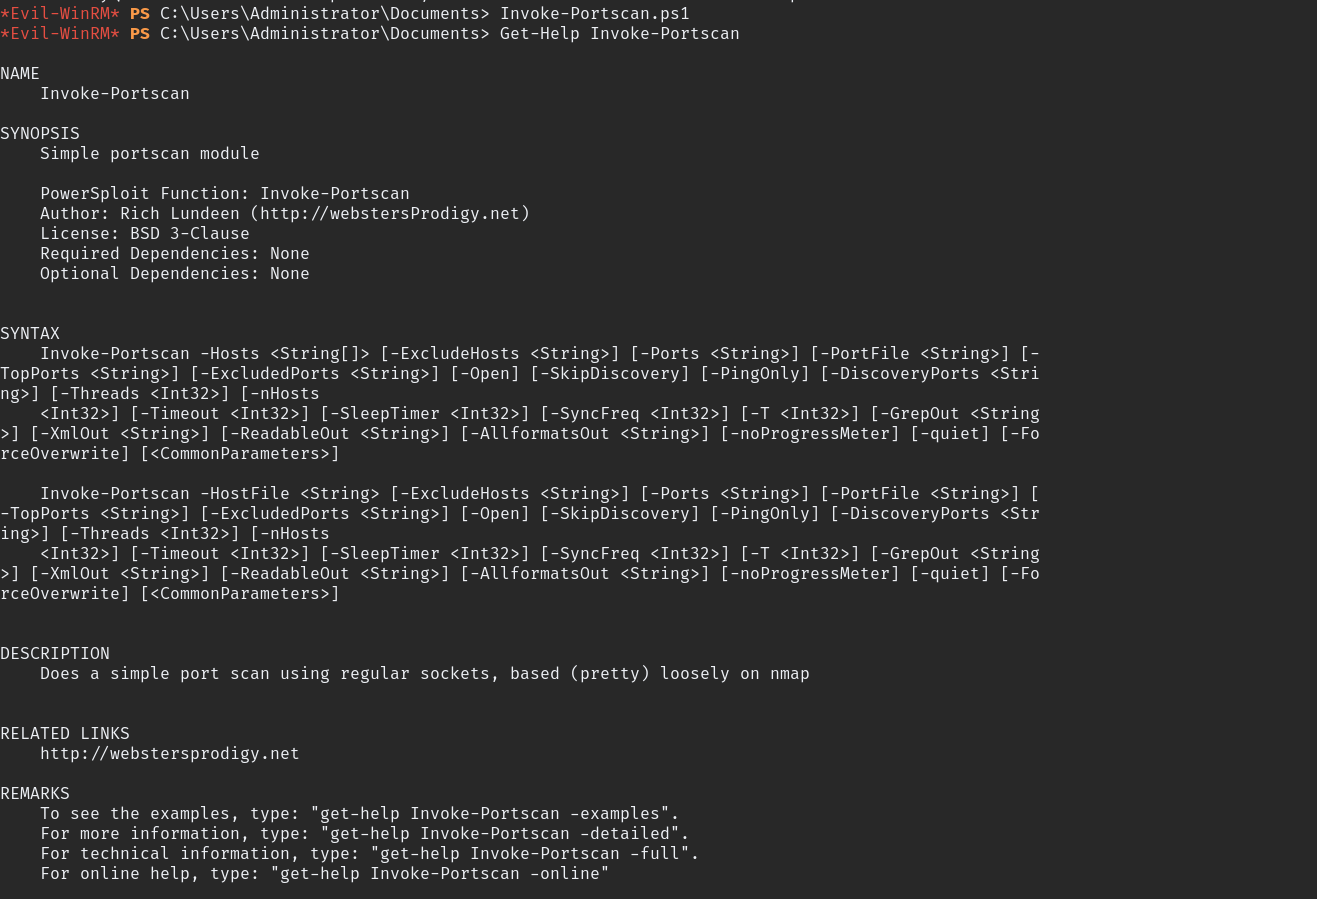 *Evil-WinRM* PS C:\Users\Administrator\Documents> Invoke-Portscan.ps1
*Evil-WinRM* PS C:\Users\Administrator\Documents> Get-Help Invoke-Portscan
NAME
Invoke-Portscan
SYNOPSIS
Simple portscan module
PowerSploit Function: Invoke-Portscan
Author: Rich Lundeen (http://webstersProdigy.net)
License: BSD 3-Clause
Required Dependencies: None
Optional Dependencies: None
SYNTAX
Invoke-Portscan -Hosts <String[]> [-ExcludeHosts <String>] [-Ports <String>] [-PortFile <String>] [-
TopPorts <String>] [-ExcludedPorts <String>] [-Open] [-SkipDiscovery] [-PingOnly] [-DiscoveryPorts <Stri
ng>] [-Threads <Int32>] [-nHosts
<Int32>] [-Timeout <Int32>] [-SleepTimer <Int32>] [-SyncFreq <Int32>] [-T <Int32>] [-GrepOut <String
>] [-XmlOut <String>] [-ReadableOut <String>] [-AllformatsOut <String>] [-noProgressMeter] [-quiet] [-Fo
rceOverwrite] [<CommonParameters>]
Invoke-Portscan -HostFile <String> [-ExcludeHosts <String>] [-Ports <String>] [-PortFile <String>] [
-TopPorts <String>] [-ExcludedPorts <String>] [-Open] [-SkipDiscovery] [-PingOnly] [-DiscoveryPorts <Str
ing>] [-Threads <Int32>] [-nHosts
<Int32>] [-Timeout <Int32>] [-SleepTimer <Int32>] [-SyncFreq <Int32>] [-T <Int32>] [-GrepOut <String
>] [-XmlOut <String>] [-ReadableOut <String>] [-AllformatsOut <String>] [-noProgressMeter] [-quiet] [-Fo
rceOverwrite] [<CommonParameters>]
DESCRIPTION
Does a simple port scan using regular sockets, based (pretty) loosely on nmap
RELATED LINKS
http://webstersprodigy.net
REMARKS
To see the examples, type: "get-help Invoke-Portscan -examples".
For more information, type: "get-help Invoke-Portscan -detailed".
For technical information, type: "get-help Invoke-Portscan -full".
For online help, type: "get-help Invoke-Portscan -online"